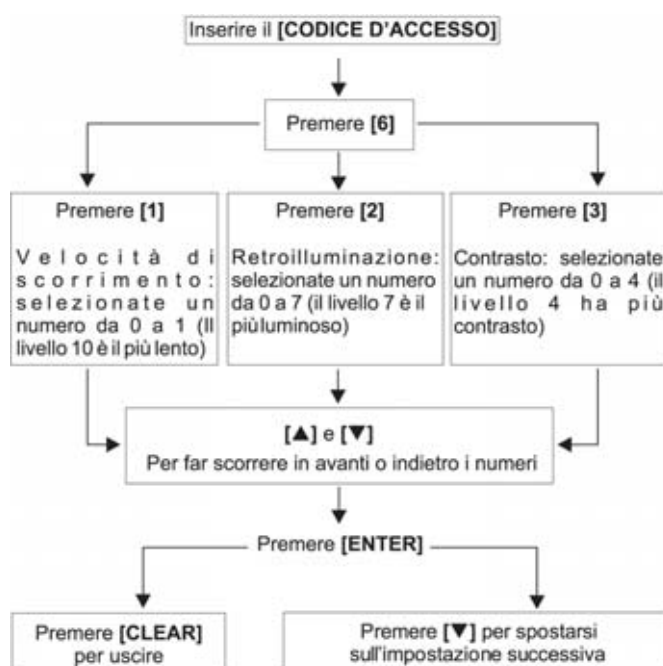 Inserire il [CODICE D'ACCESSO]
Premere [6]
Premere [1]
Velocità di
scorrimento:
selezionate un
numero da 0 a 1 (Il
livello 10 è il più lento)
Premere [2]
Retroilluminazione:
selezionate un numero
da 0 a 7 (il livello 7 è il
più luminoso)
Premere [3]
Contrasto: selezionate
un numero da 0 a 4 (il
livello 4 ha più
contrasto)
[▲] e [▼]
Per far scorrere in avanti o indietro i numeri
Premere [ENTER]
Premere [CLEAR]
per uscire
Premere [▼] per spostarsi
sull'impostazione successiva